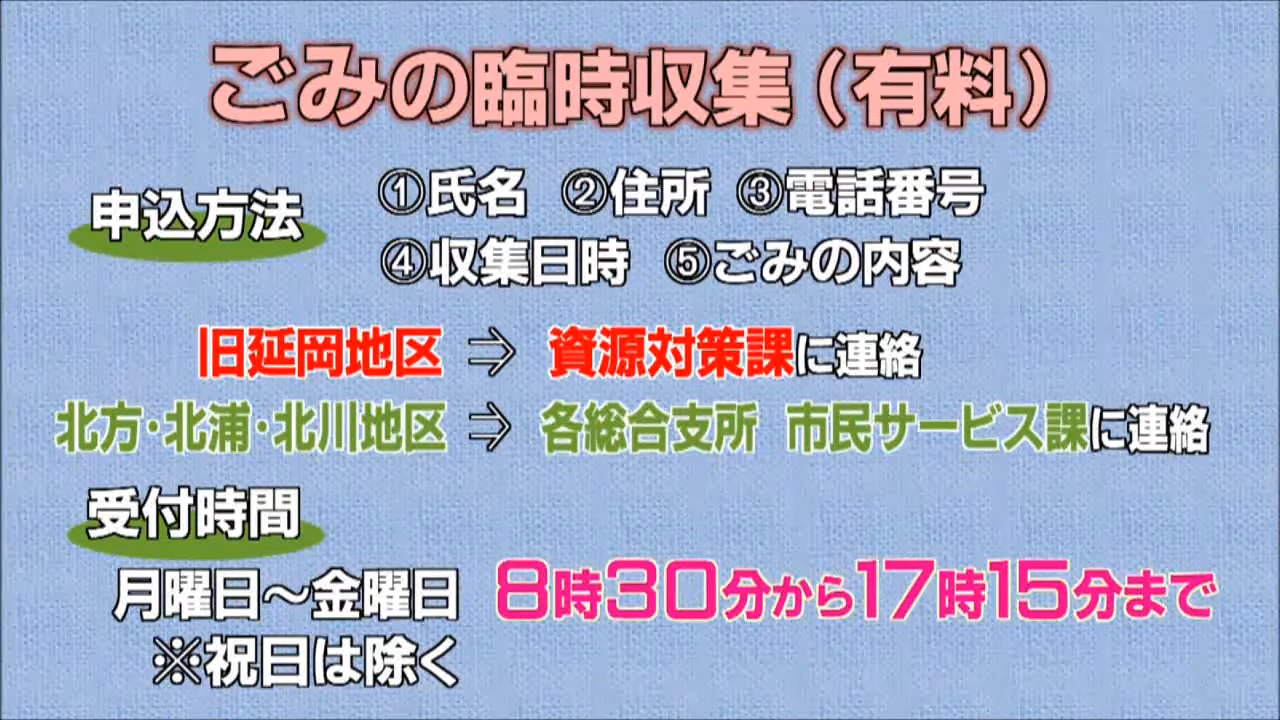 ごみの臨時収集（有料）
申込方法
①氏名 ②住所 ③電話番号
④収集日時 ⑤ごみの内容
旧延岡地区 ⇒ 資源対策課に連絡
北方・北浦・北川地区 ⇒ 各総合支所 市民サービス課に連絡
受付時間
月曜日～金曜日 8時30分から17時15分まで
※祝日は除く